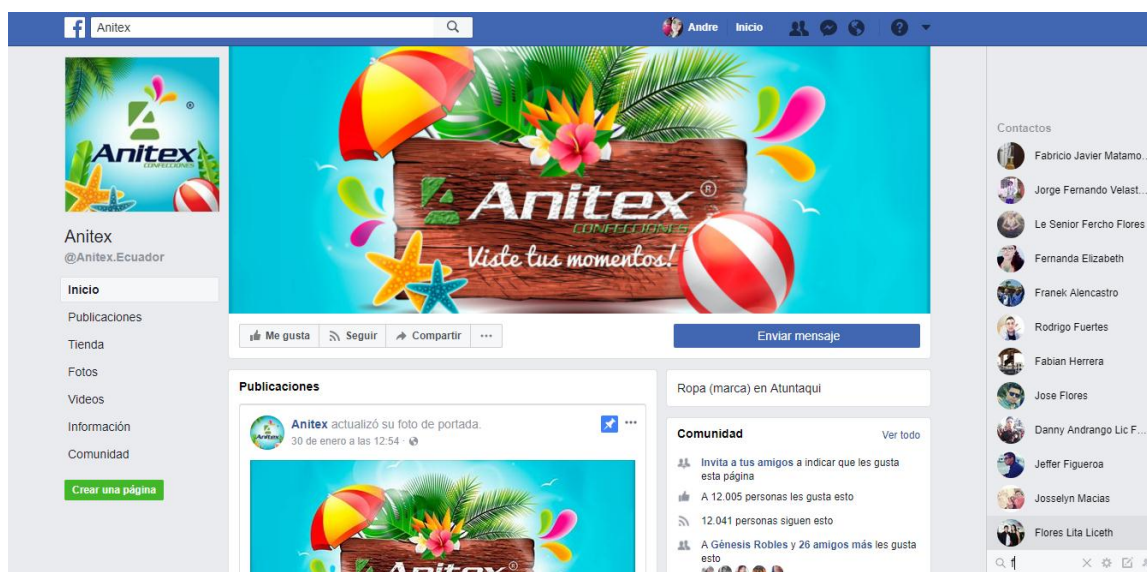 Anitex
Andre
Inicio
Anitex
CONFECCIONES
Anitex
@Anitex.Ecuador
Inicio
Publicaciones
Tienda
Fotos
Videos
Información
Comunidad
Crear una página
Anitex ®
CONFECCIONES
Viste tus momentos!
Me gusta
Seguir
Compartir
Enviar mensaje
Publicaciones
Anitex actualizó su foto de portada.
30 de enero a las 12:54
Anitex®
Ropa (marca) en Atuntaqui
Comunidad
Ver todo
Invita a tus amigos a indicar que les gusta
esta página
A 12.005 personas les gusta esto
12.041 personas siguen esto
A Génesis Robles y 26 amigos más les gusta
esto
Contactos
Fabricio Javier Matamo...
Jorge Fernando Velast...
Le Senior Fercho Flores
Fernanda Elizabeth
Franek Alencastro
Rodrigo Fuertes
Fabian Herrera
Jose Flores
Danny Andrango Lic F...
Jeffer Figueroa
Josselyn Macias
Flores Lita Liceth
f